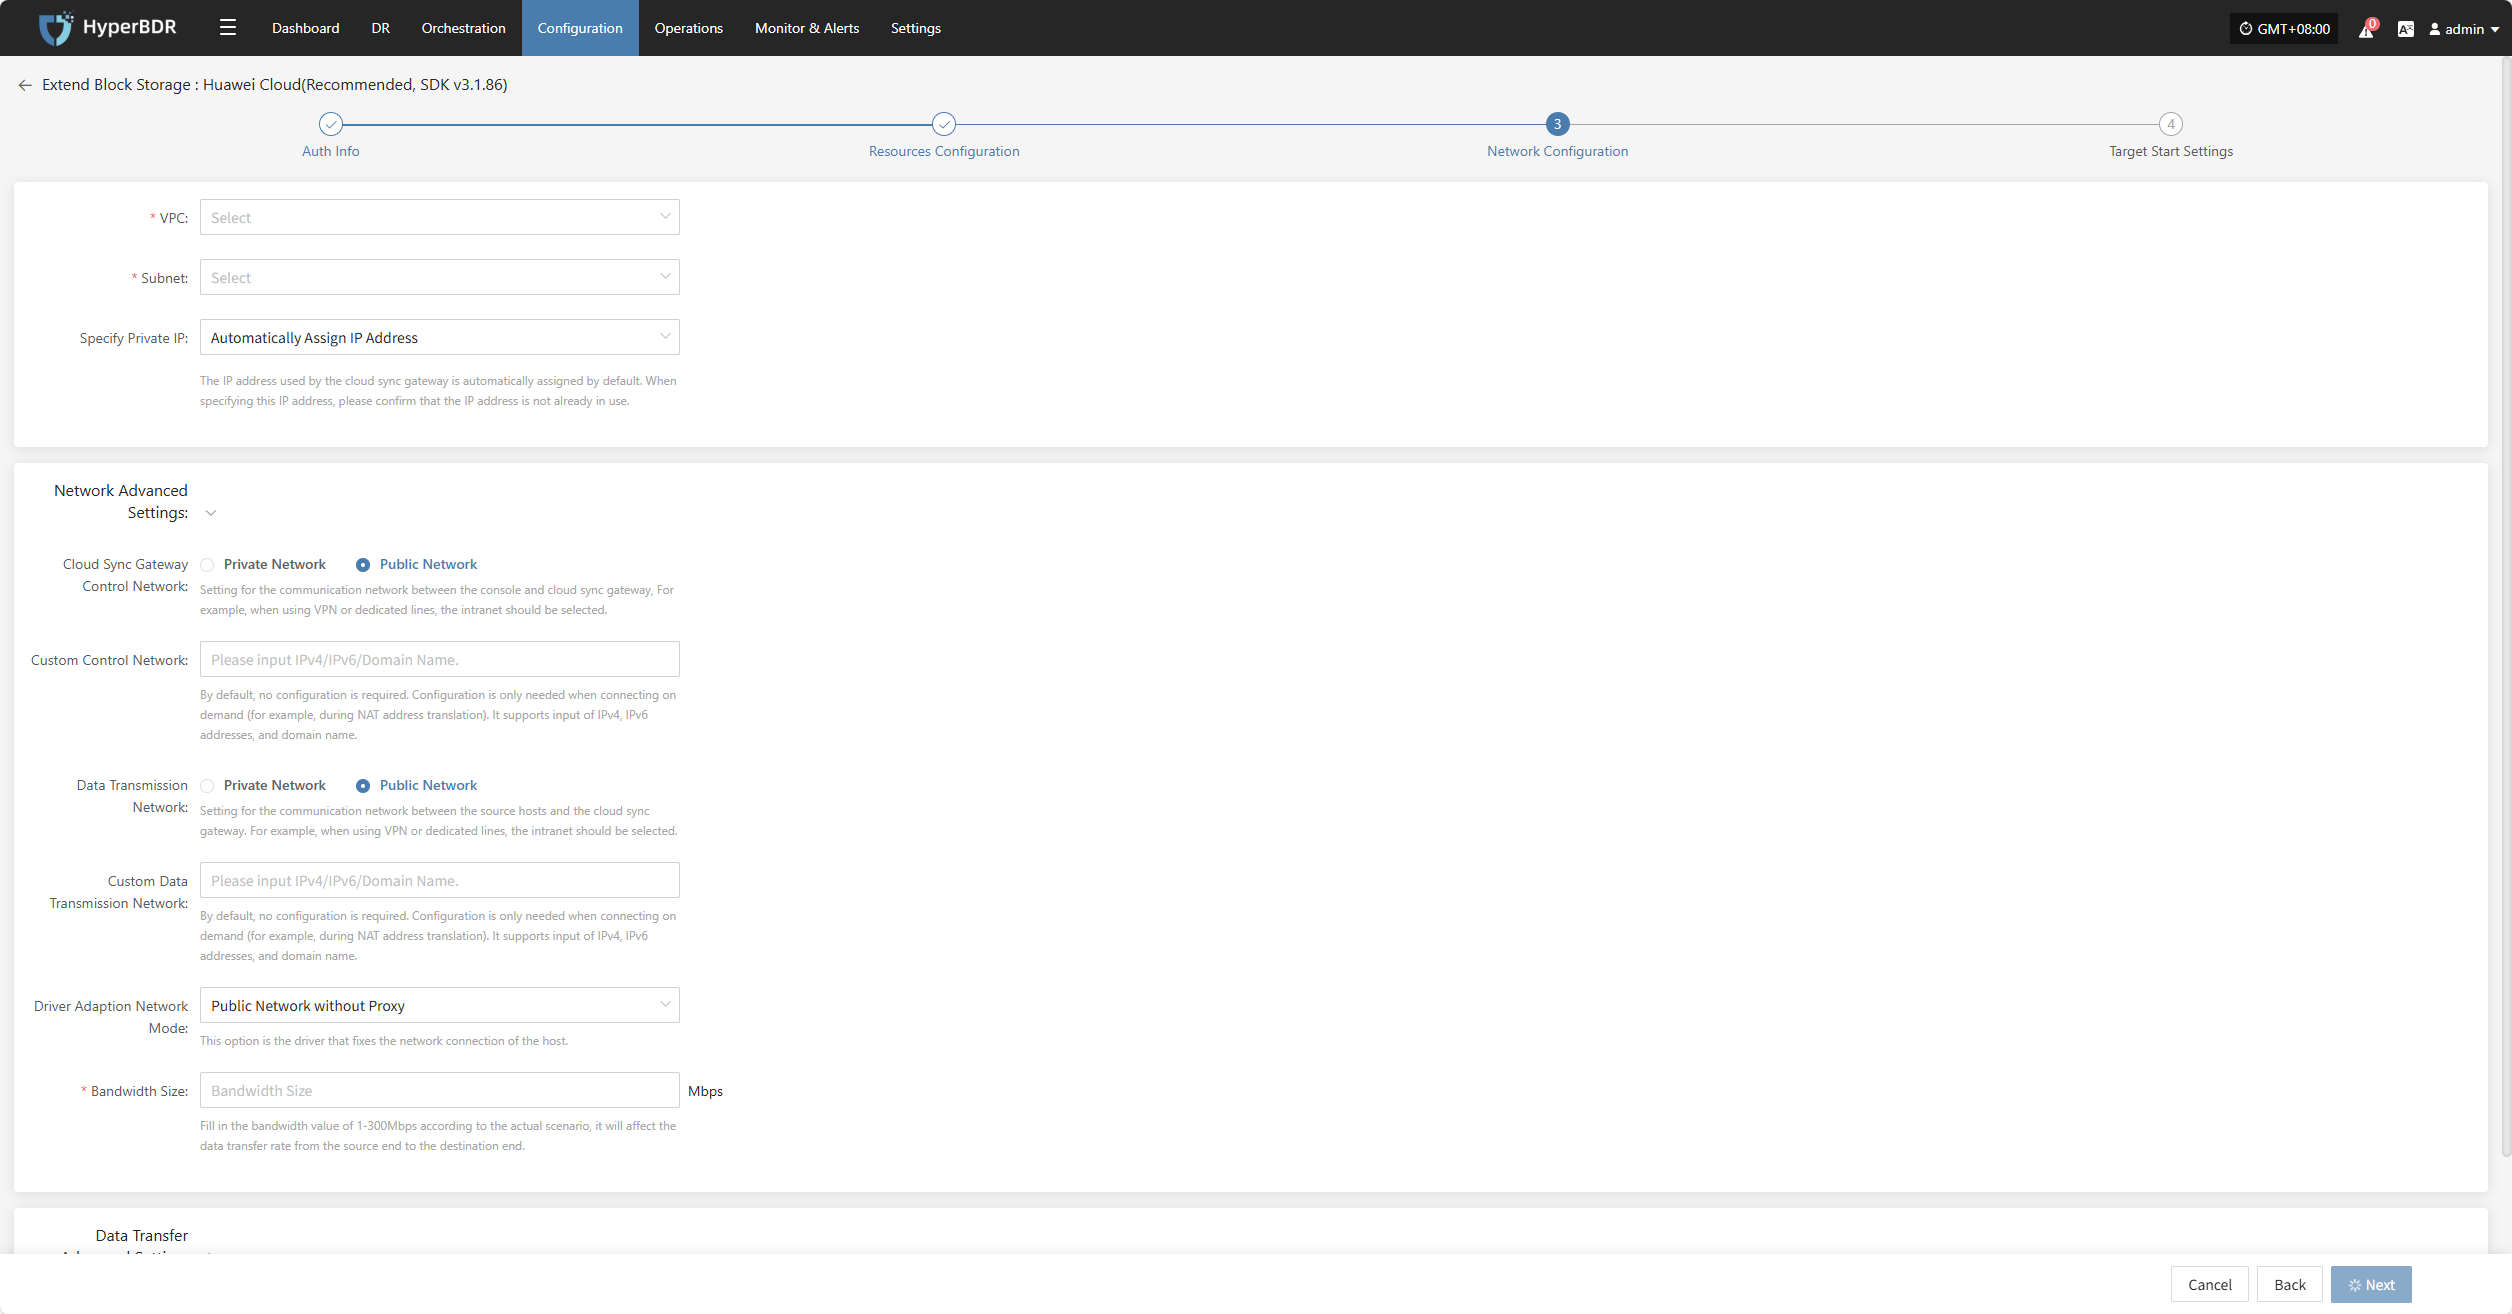 HyperBDR
Dashboard
DR
Orchestration
Configuration
Operations
Monitor & Alerts
Settings
GMT+08:00
0
admin
Extend Block Storage : Huawei Cloud(Recommended, SDK v3.1.86)
3
4
Auth Info
Resources Configuration
Network Configuration
Target Start Settings
* VPC:
Select
* Subnet:
Select
Specify Private IP:
Automatically Assign IP Address
The IP address used by the cloud sync gateway is automatically assigned by default. When
specifying this IP address, please confirm that the IP address is not already in use.
Network Advanced
Settings:
Cloud Sync Gateway
Control Network:
Private Network
Public Network
Setting for the communication network between the console and cloud sync gateway, For
example, when using VPN or dedicated lines, the intranet should be selected.
Custom Control Network:
Please input IPv4/IPv6/Domain Name.
By default, no configuration is required. Configuration is only needed when connecting on
demand (for example, during NAT address translation). It supports input of IPv4, IPv6
addresses, and domain name.
Data Transmission
Network:
Private Network
Public Network
Setting for the communication network between the source hosts and the cloud sync
gateway. For example, when using VPN or dedicated lines, the intranet should be selected.
Custom Data
Transmission Network:
Please input IPv4/IPv6/Domain Name.
By default, no configuration is required. Configuration is only needed when connecting on
demand (for example, during NAT address translation). It supports input of IPv4, IPv6
addresses, and domain name.
Driver Adaption Network
Mode:
Public Network without Proxy
This option is the driver that fixes the network connection of the host.
* Bandwidth Size:
Bandwidth Size
Mbps
Fill in the bandwidth value of 1-300Mbps according to the actual scenario, it will affect the
data transfer rate from the source end to the destination end.
Data Transfer
Cancel
Back
Next